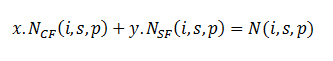 x.N_{CF}(i,s,p) + y.N_{SF}(i,s,p) = N(i,s,p)